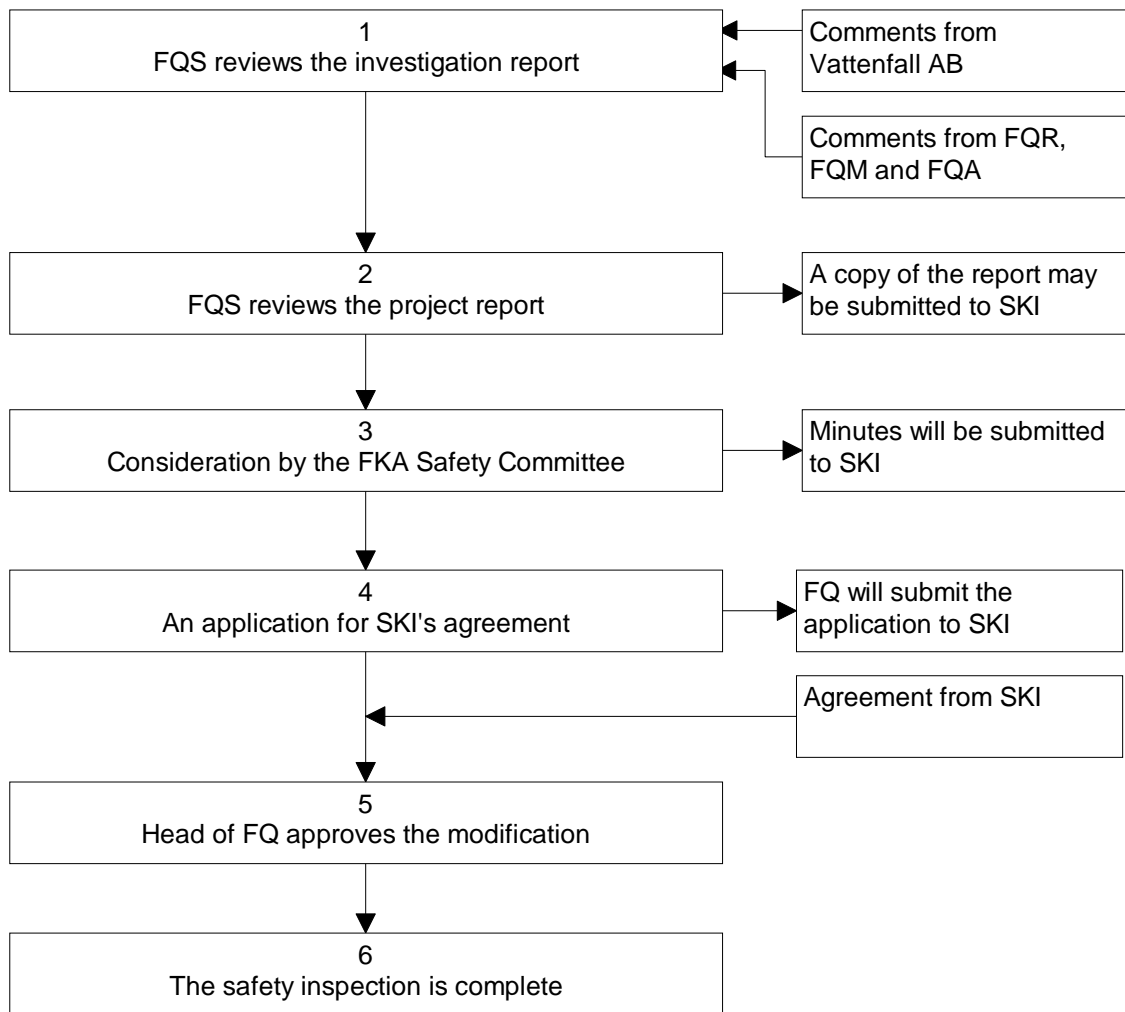 1
FQS reviews the investigation report
Comments from
Vattenfall AB
Comments from FQR,
FQM and FQA
2
FQS reviews the project report
A copy of the report may
be submitted to SKI
3
Consideration by the FKA Safety Committee
Minutes will be submitted
to SKI
4
An application for SKI's agreement
FQ will submit the
application to SKI
Agreement from SKI
5
Head of FQ approves the modification
6
The safety inspection is complete